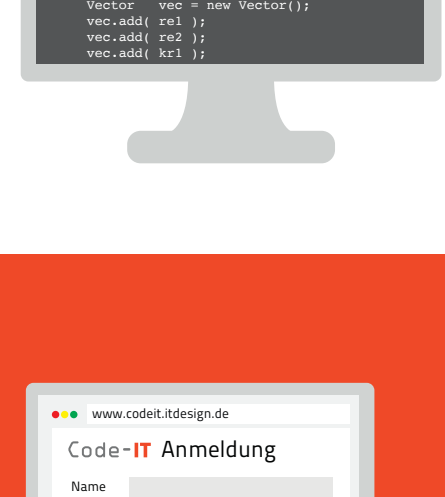 Vector   vec = new Vector();
vec.add( re1 );
vec.add( re2 );
vec.add( kr1 );
www.codeit.itdesign.de
Code-IT Anmeldung
Name